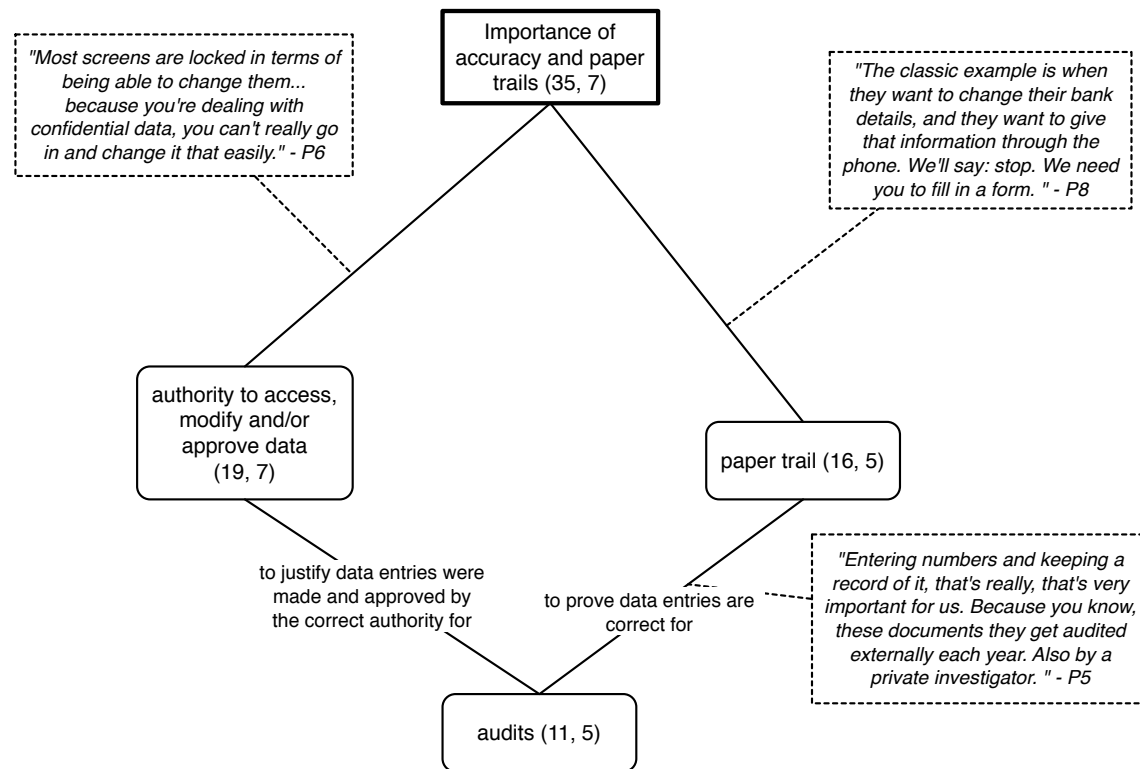 Importance of
accuracy and paper
trails (35, 7)
"Most screens are locked in terms of
being able to change them...
because you're dealing with
confidential data, you can't really go
in and change it that easily." - P6
"The classic example is when
they want to change their bank
details, and they want to give
that information through the
phone. We'll say: stop. We need
you to fill in a form. " - P8
authority to access,
modify and/or
approve data
(19, 7)
paper trail (16, 5)
to justify data entries were
made and approved by
the correct authority for
to prove data entries are
correct for
"Entering numbers and keeping a
record of it, that's really, that's very
important for us. Because you know,
these documents they get audited
externally each year. Also by a
private investigator. " - P5
audits (11, 5)